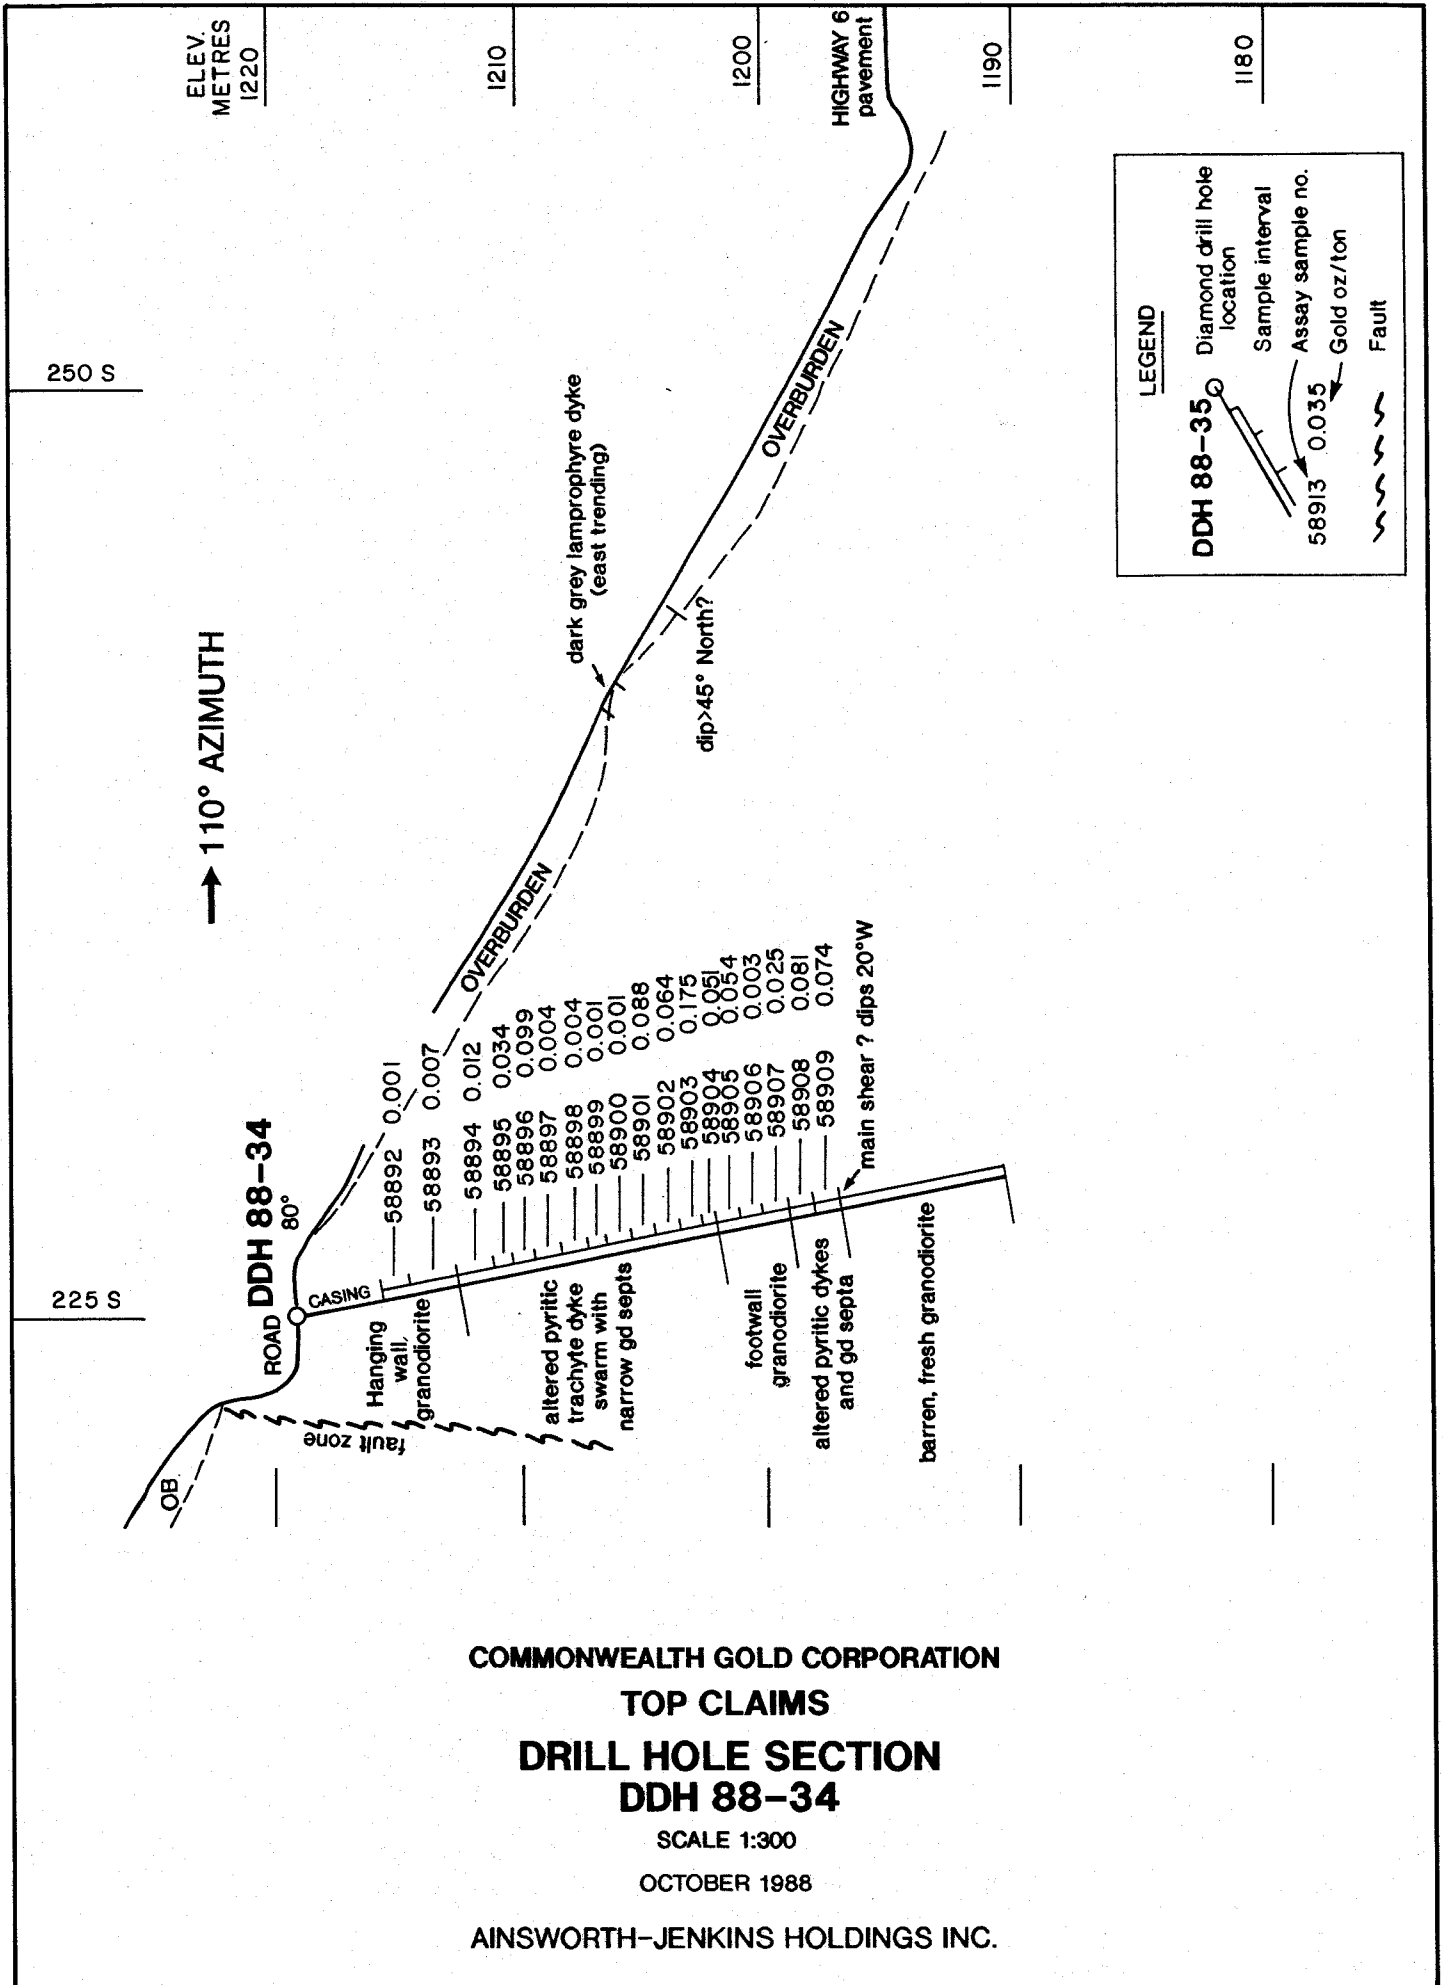 ELEV.
METRES
1220
1210
1200
1190
1180
HIGHWAY 6
pavement
250 S
225 S
110° AZIMUTH
dark grey lamprophyre dyke
(east trending)
OVERBURDEN
dip>45° North?
OVERBURDEN
LEGEND
DDH 88-35
Diamond drill hole
location
Sample interval
Assay sample no.
58913 0.035
Gold oz/ton
Fault
DDH 88-34
80°
ROAD
CASING
OB
fault zone
58892 0.001
58893 0.007
58894 0.012
58895 0.034
58896 0.099
58897 0.004
58898 0.004
58899 0.001
58900 0.001
58901 0.088
58902 0.064
58903 0.175
58904 0.051
58905 0.054
58906 0.003
58907 0.025
58908 0.081
58909 0.074
main shear ? dips 20°W
Hanging
wall
granodiorite
altered pyritic
trachyte dyke
swarm with
narrow gd septs
footwall
granodiorite
altered pyritic dykes
and gd septa
barren, fresh granodiorite
COMMONWEALTH GOLD CORPORATION
TOP CLAIMS
DRILL HOLE SECTION
DDH 88-34
SCALE 1:300
OCTOBER 1988
AINSWORTH-JENKINS HOLDINGS INC.